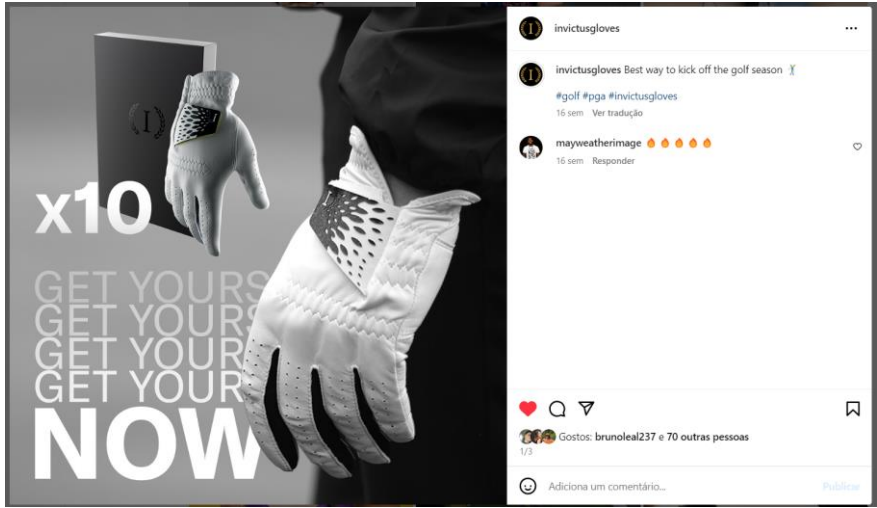 I
x10
GET YOURS
GET YOURS
GET YOUR
GET YOUR
NOW
invictusgloves
invictusgloves Best way to kick off the golf season 🏌️
#golf #pga #invictusgloves
16 sem Ver tradução
mayweatherimage 🔥 🔥 🔥 🔥 🔥
16 sem Responder
Gostos: brunoleal237 e 70 outras pessoas
1/3
Adiciona um comentário... Publicar